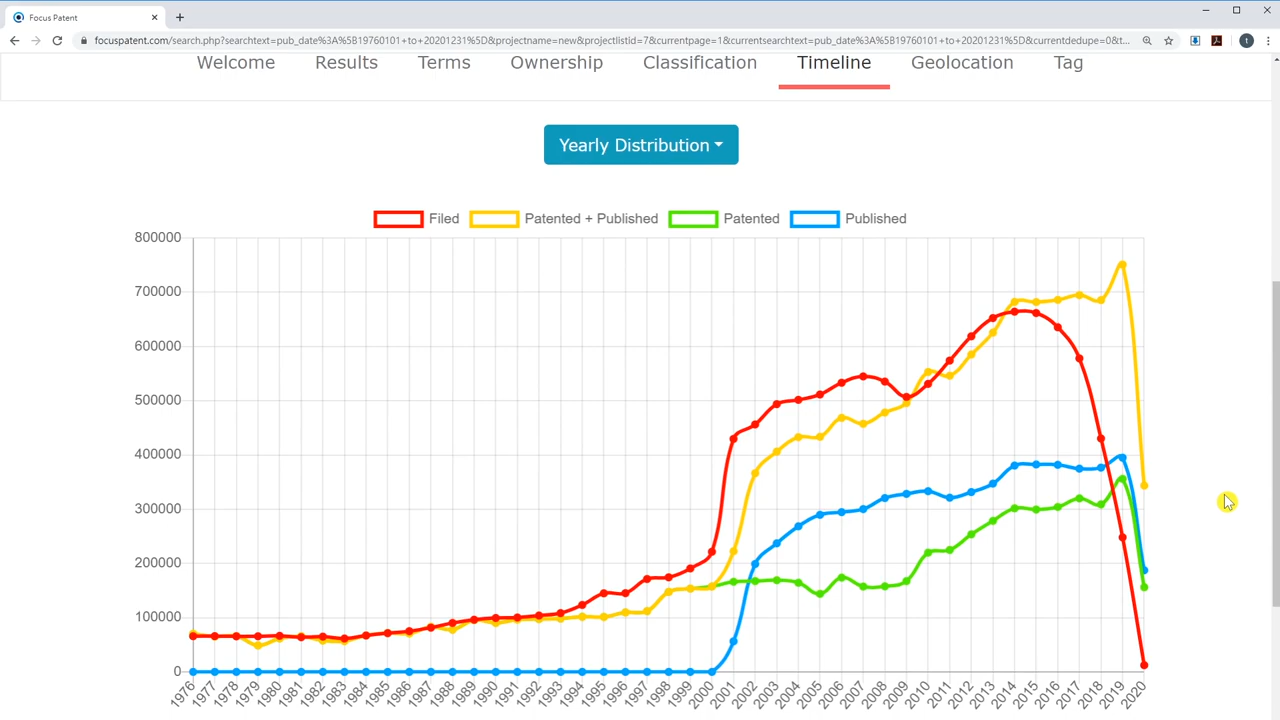 Focus Patent
focuspatent.com/search.php?searchtext=pub_date%3A%5B19760101+to+20201231%5D&projectname=new&projectlistid=7&currentpage=1&currentsearchtext=pub_date%3A%5B19760101+to+20201231%5D&currentdedupe=0&t...
t
Welcome Results Terms Ownership Classification Timeline Geolocation Tag
Yearly Distribution
Filed Patented + Published Patented Published
800000
700000
600000
500000
400000
300000
200000
100000
0
1976 1977 1978 1979 1980 1981 1982 1983 1984 1985 1986 1987 1988 1989 1990 1991 1992 1993 1994 1995 1996 1997 1998 1999 2000 2001 2002 2003 2004 2005 2006 2007 2008 2009 2010 2011 2012 2013 2014 2015 2016 2017 2018 2019 2020